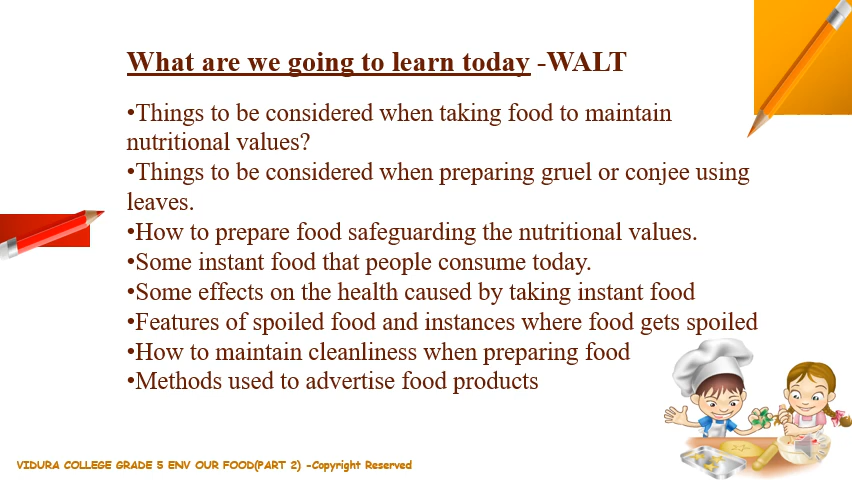 What are we going to learn today -WALT
•Things to be considered when taking food to maintain
nutritional values?
•Things to be considered when preparing gruel or conjee using
leaves.
•How to prepare food safeguarding the nutritional values.
•Some instant food that people consume today.
•Some effects on the health caused by taking instant food
•Features of spoiled food and instances where food gets spoiled
•How to maintain cleanliness when preparing food
•Methods used to advertise food products
VIDURA COLLEGE GRADE 5 ENV OUR FOOD(PART 2) -Copyright Reserved